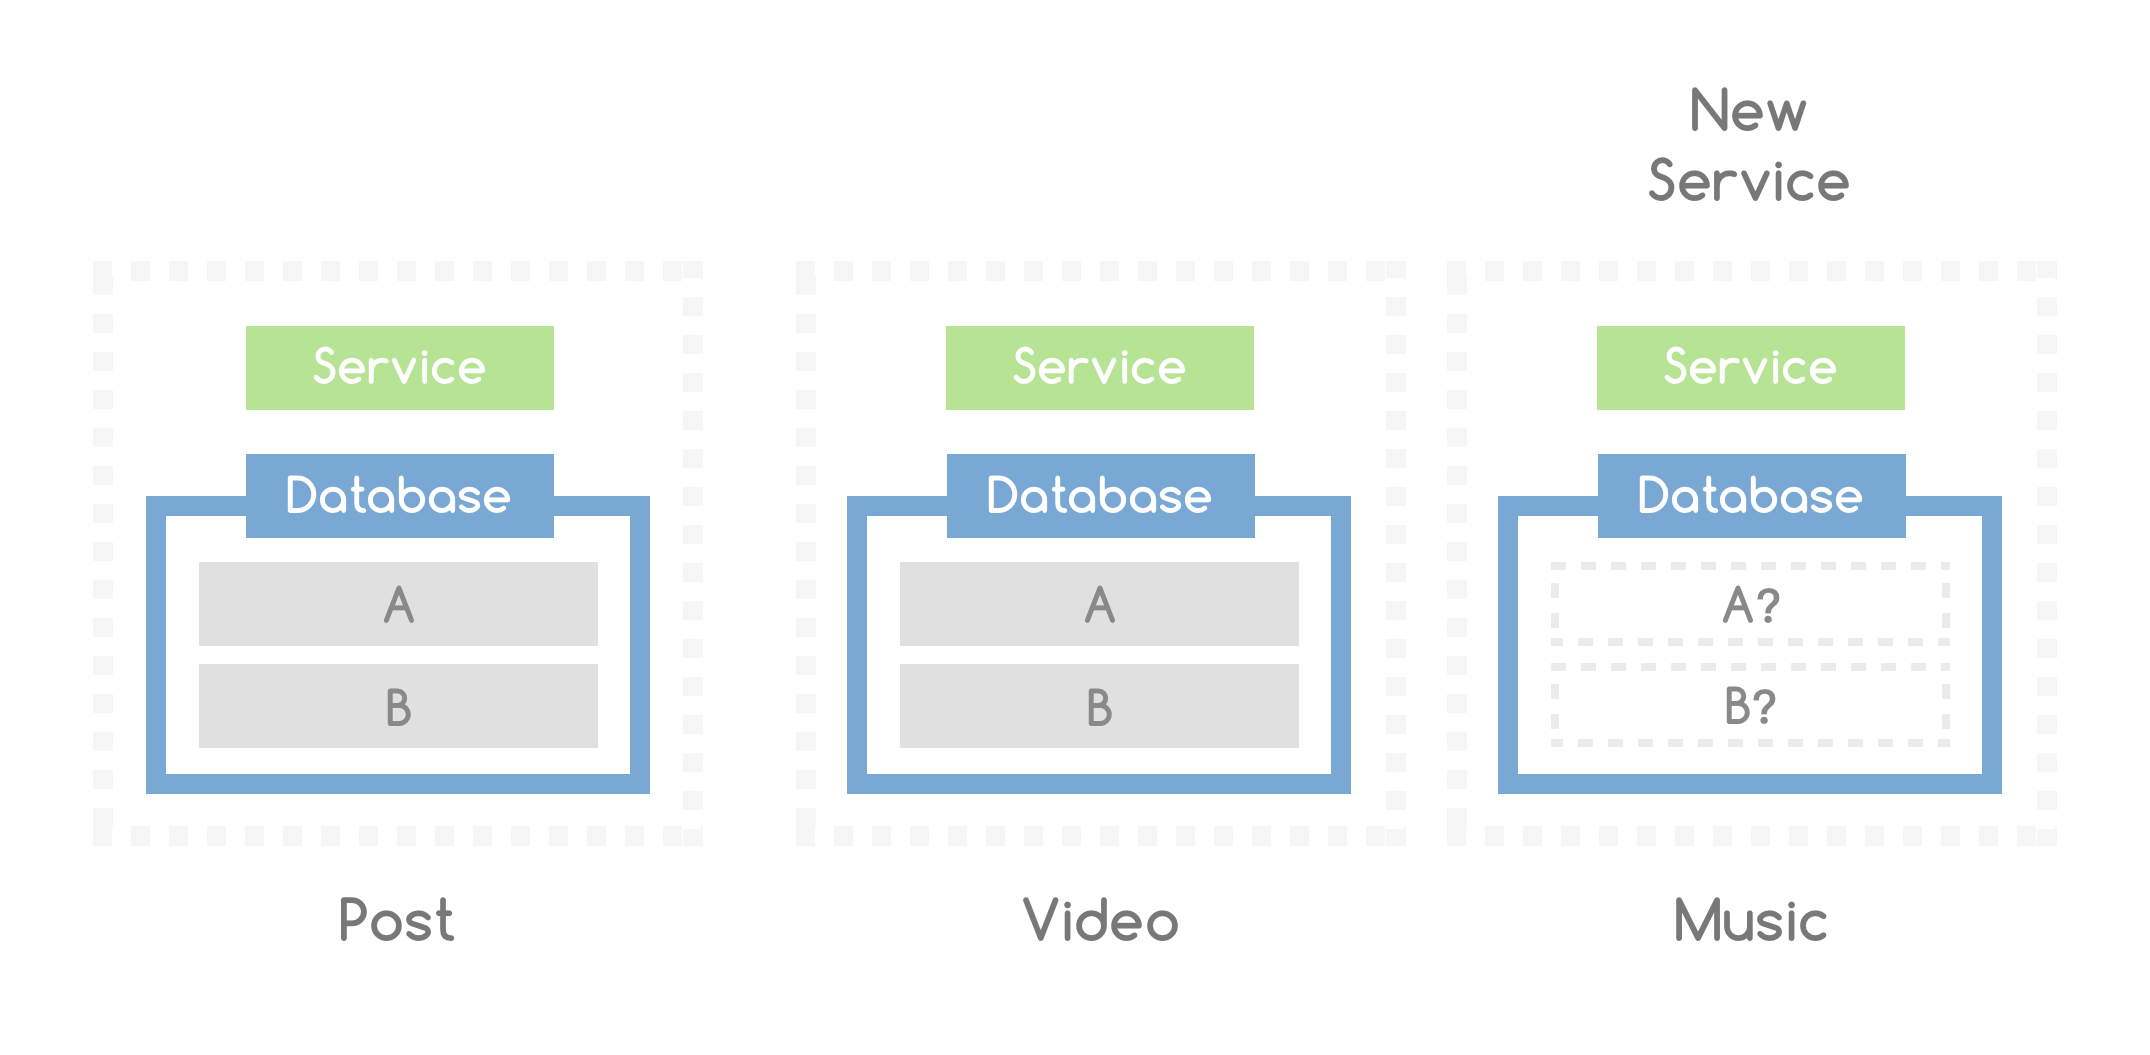 New
Service
Service
Service
Service
Database
Database
Database
A
A
A?
B
B
B?
Post
Video
Music